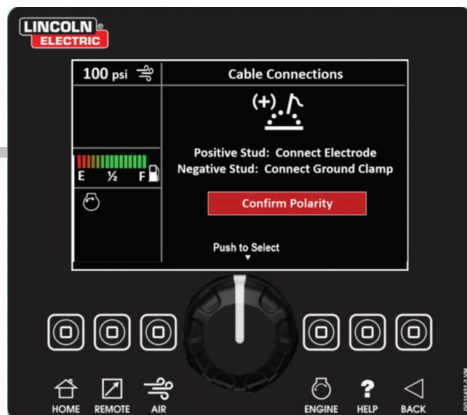 LINCOLN®
ELECTRIC
100 psi
Cable Connections
(+)
Positive Stud: Connect Electrode
Negative Stud: Connect Ground Clamp
E ½ F
Confirm Polarity
Push to Select
HOME REMOTE AIR ENGINE HELP BACK
?